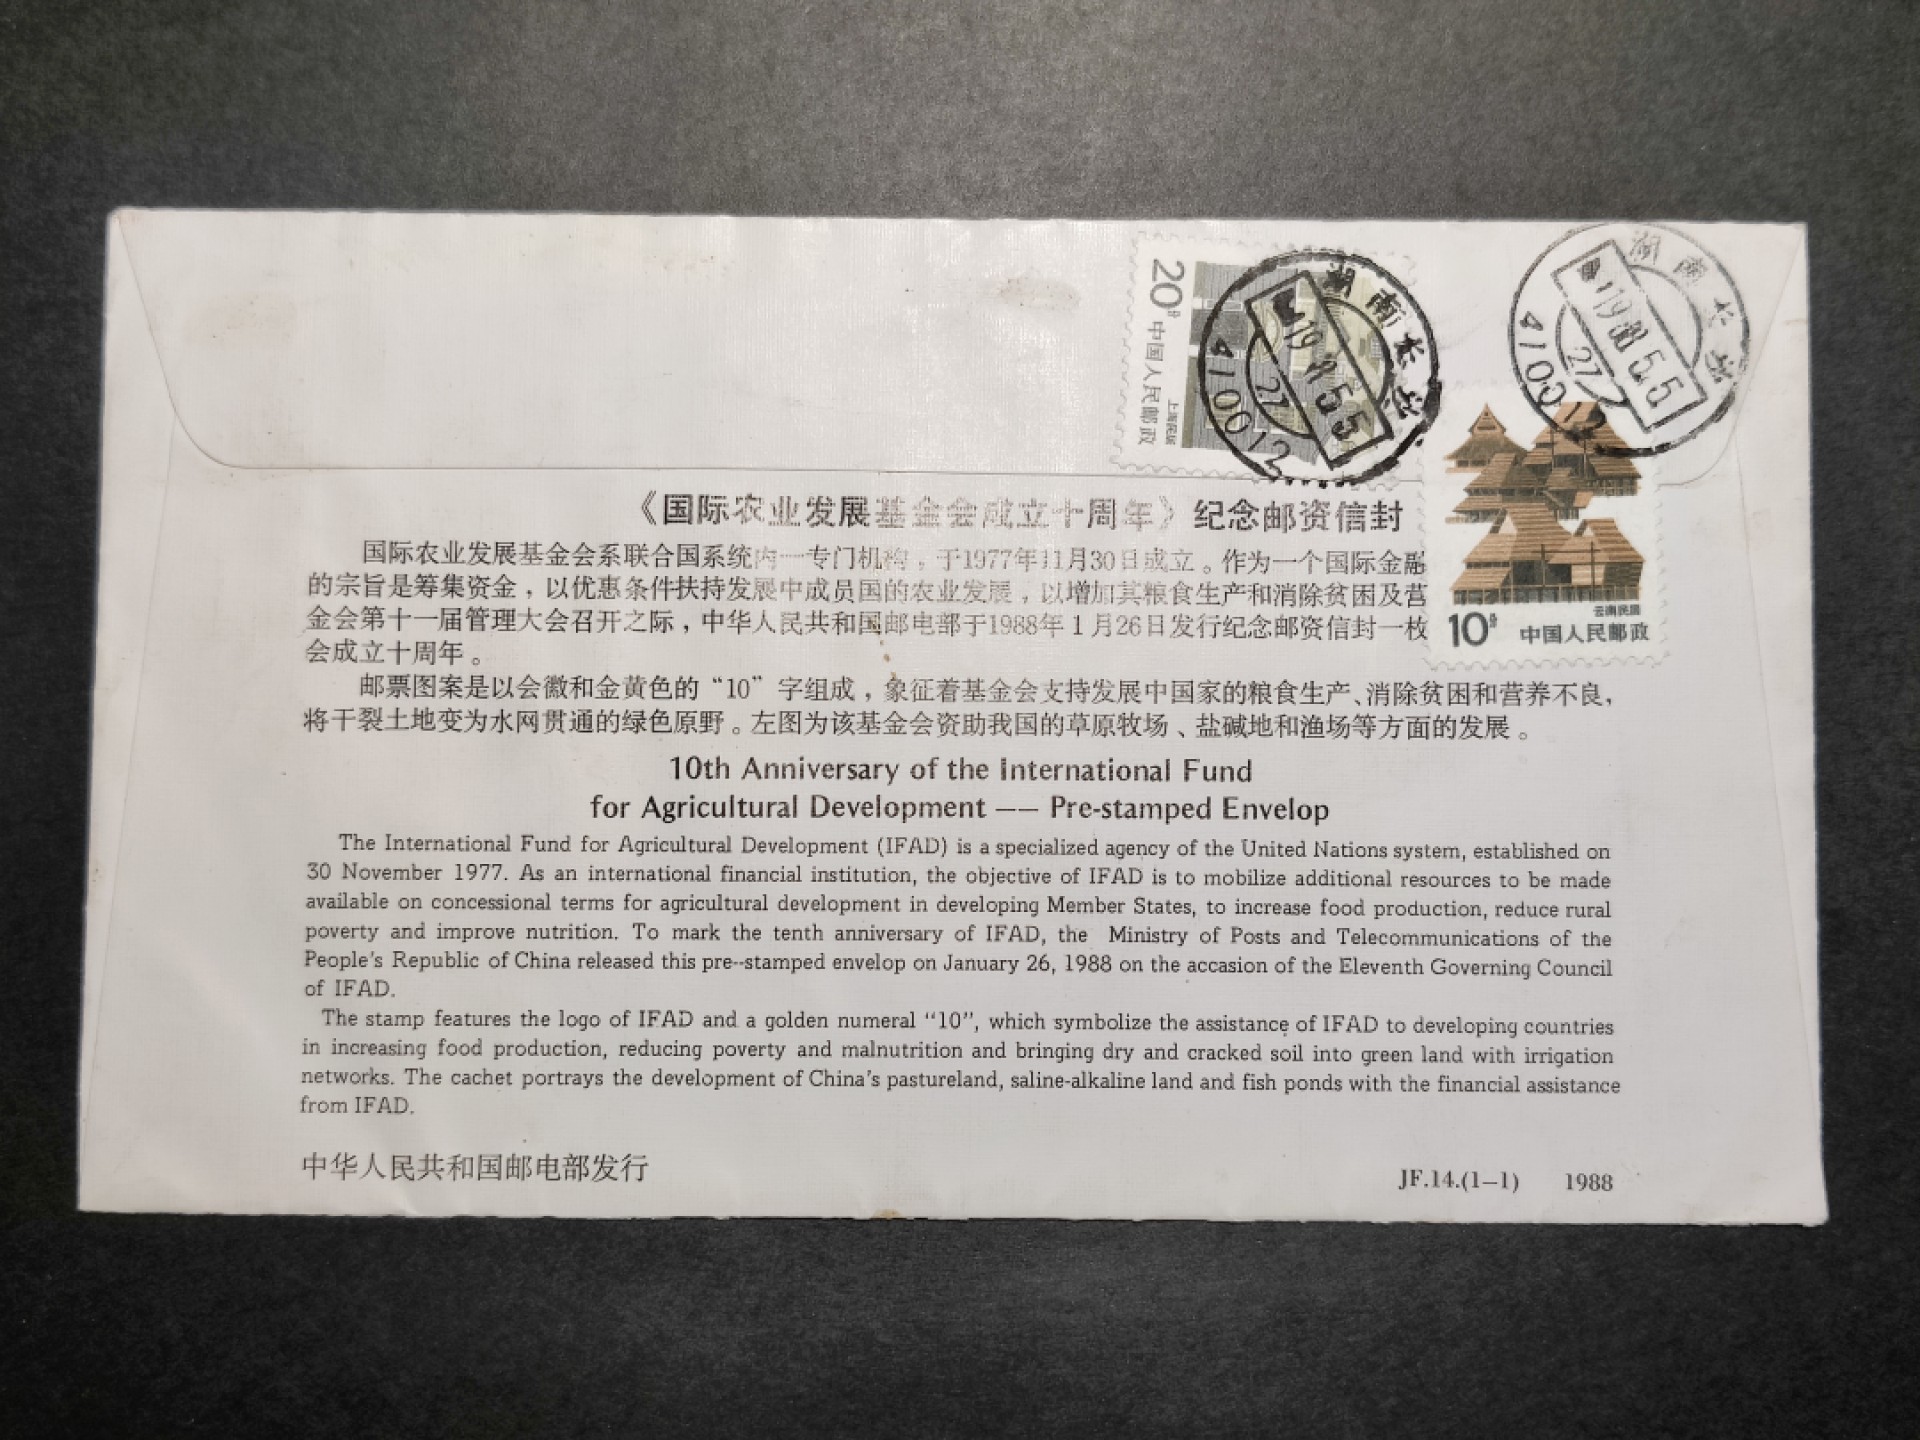 20分
中国人民邮政
上海民居
湖南长沙
27
410012
湖南长沙
27
410012
《国际农业发展基金会成立十周年》纪念邮资信封
国际农业发展基金会系联合国系统内一专门机构，于1977年11月30日成立。作为一个国际金融
的宗旨是筹集资金，以优惠条件扶持发展中成员国的农业发展，以增加其粮食生产和消除贫困及营
金会第十一届管理大会召开之际，中华人民共和国邮电部于1988年1月26日发行纪念邮资信封一枚
会成立十周年。
云南民居
10分 中国人民邮政
邮票图案是以会徽和金黄色的“10”字组成，象征着基金会支持发展中国家的粮食生产、消除贫困和营养不良，
将干裂土地变为水网贯通的绿色原野。左图为该基金会资助我国的草原牧场、盐碱地和渔场等方面的发展。
10th Anniversary of the International Fund
for Agricultural Development —— Pre-stamped Envelop
The International Fund for Agricultural Development (IFAD) is a specialized agency of the United Nations system, established on
30 November 1977. As an international financial institution, the objective of IFAD is to mobilize additional resources to be made
available on concessional terms for agricultural development in developing Member States, to increase food production, reduce rural
poverty and improve nutrition. To mark the tenth anniversary of IFAD, the Ministry of Posts and Telecommunications of the
People's Republic of China released this pre--stamped envelop on January 26, 1988 on the accasion of the Eleventh Governing Council
of IFAD.
The stamp features the logo of IFAD and a golden numeral “10”, which symbolize the assistance of IFAD to developing countries
in increasing food production, reducing poverty and malnutrition and bringing dry and cracked soil into green land with irrigation
networks. The cachet portrays the development of China's pastureland, saline-alkaline land and fish ponds with the financial assistance
from IFAD.
中华人民共和国邮电部发行
JF.14.(1—1) 1988